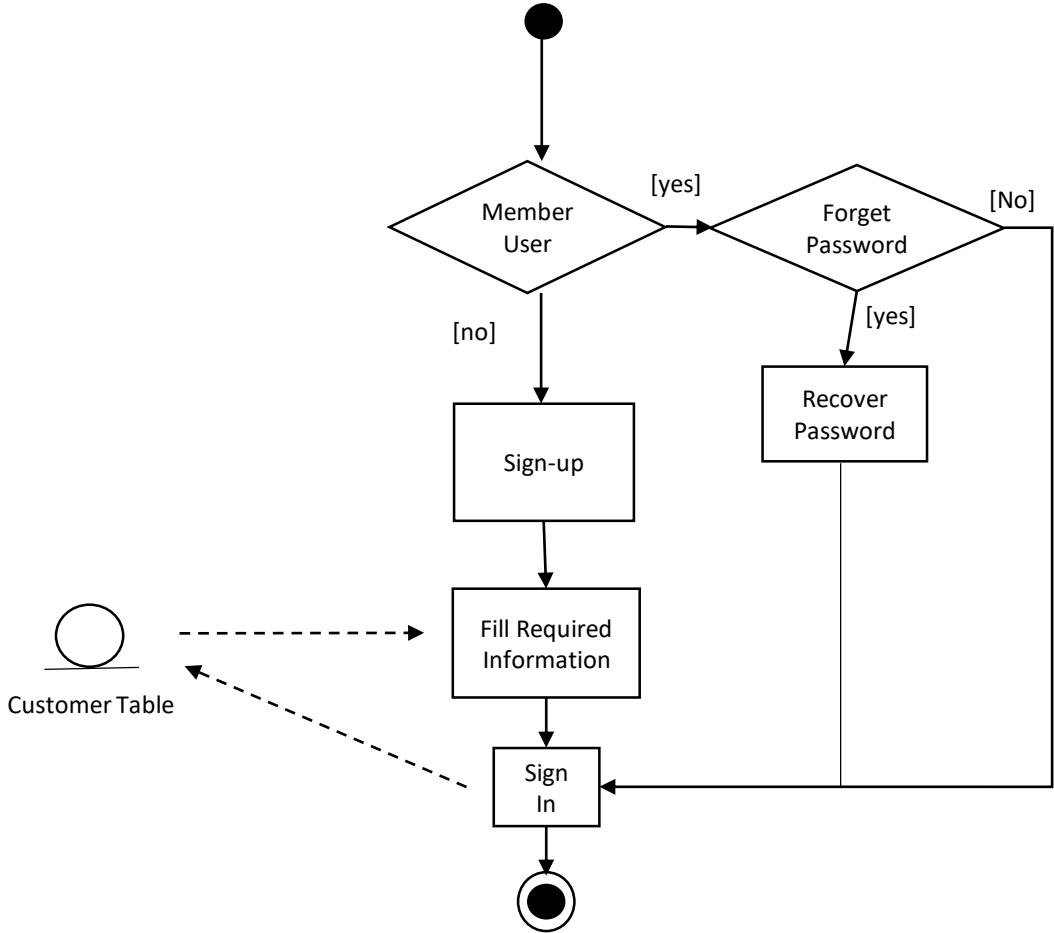 Member
User
[yes]
Forget
Password
[No]
[no]
[yes]
Recover
Password
Sign-up
Fill Required
Information
Customer Table
Sign
In